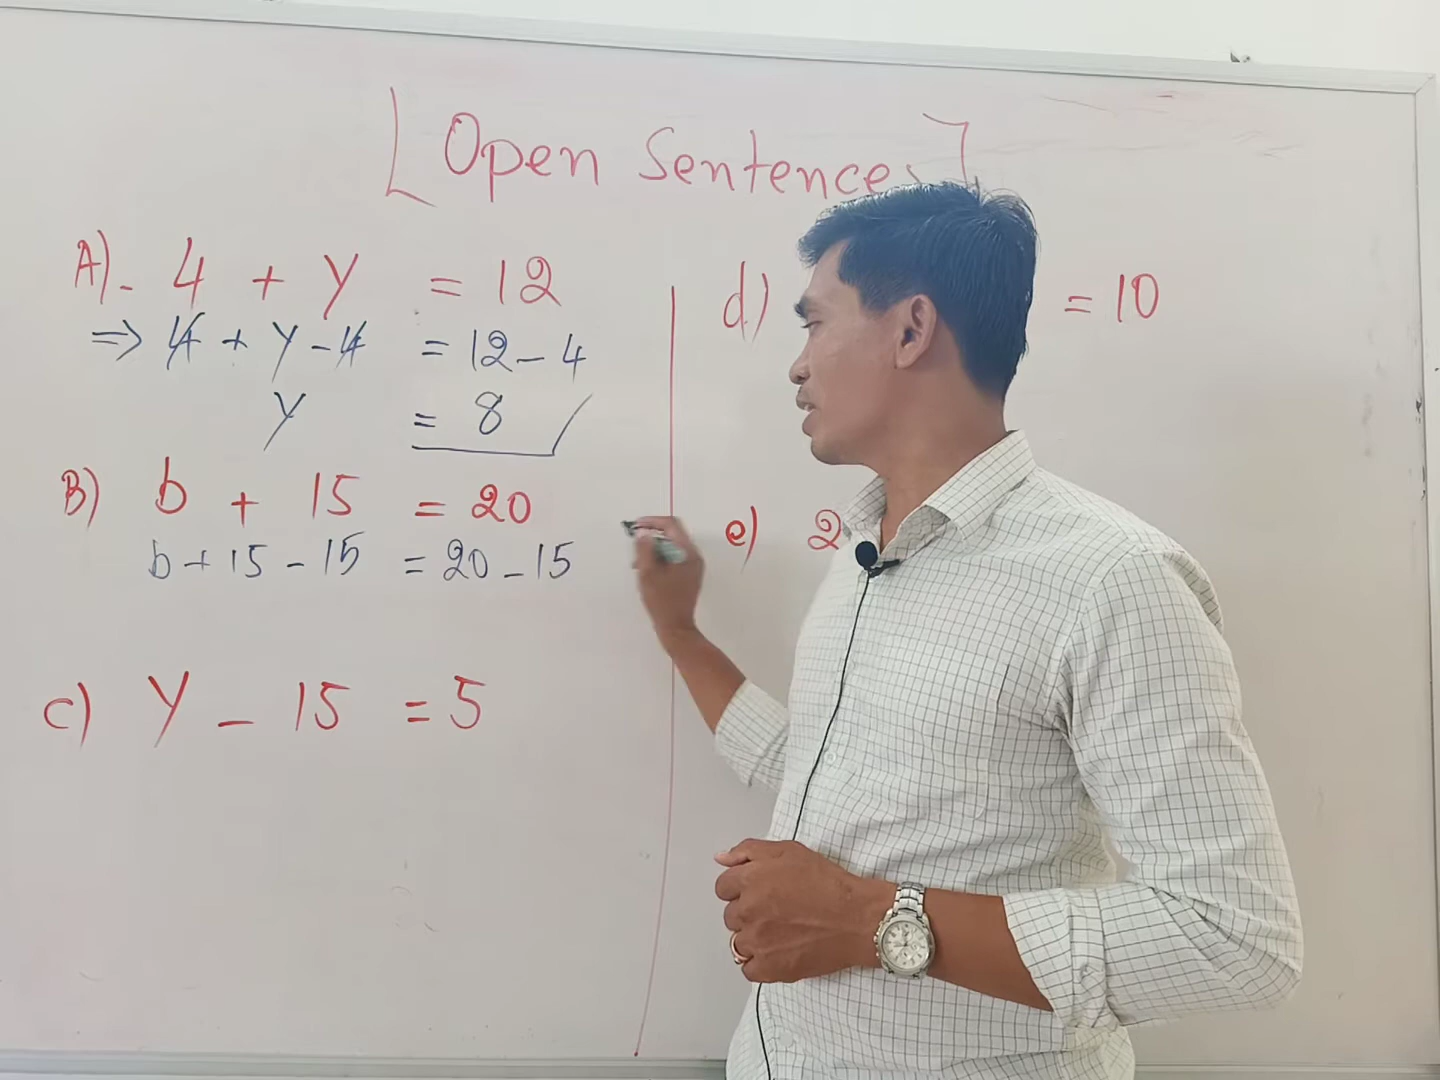 [Open Sentences]
A). 4 + y = 12
⇒ 4 + y - 4 = 12 - 4
y = 8
B) b + 15 = 20
b + 15 - 15 = 20 - 15
c) y - 15 = 5
d) = 10
e) 2